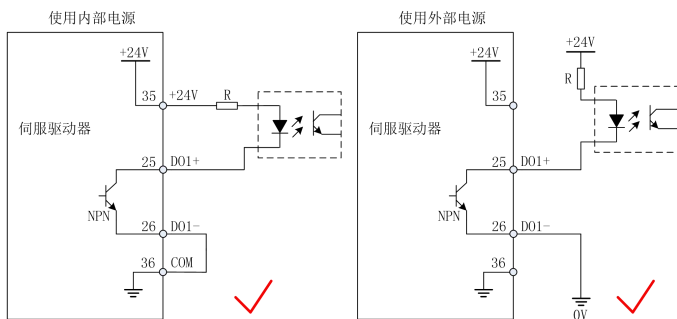 使用内部电源
+24V
35
+24V
R
伺服驱动器
25
DO1+
NPN
26
DO1-
36
COM
使用外部电源
+24V
+24V
R
35
伺服驱动器
25
DO1+
NPN
26
DO1-
36
0V